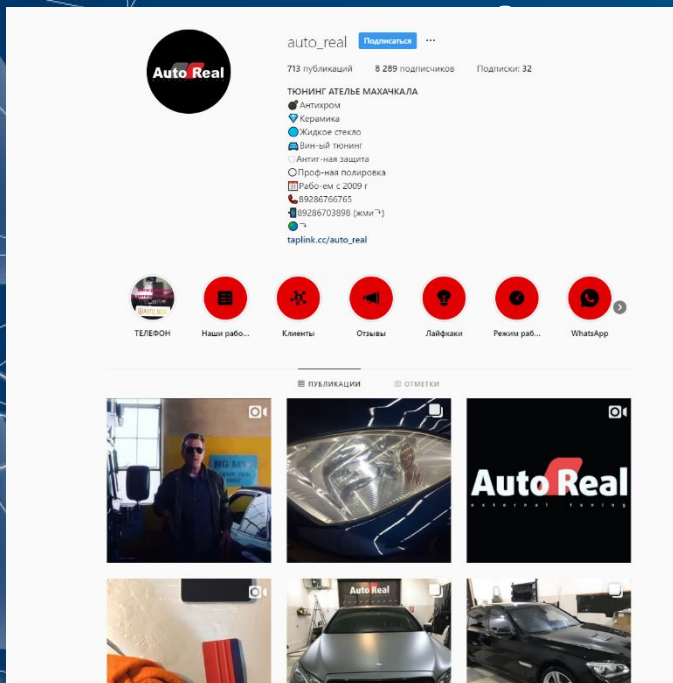 Auto Real
auto_real Подписаться ...
713 публикаций 8 289 подписчиков Подписки: 32
ТЮНИНГ АТЕЛЬЕ МАХАЧКАЛА
💣Антихром
💎Керамика
🔵Жидкое стекло
🚘Вин-ый тюнинг
Антиг-ная защита
Проф-ная полировка
📅Рабо-ем с 2009 г
📞89286766765
📲89286703898 (жми⤵)
🌍⤵
taplink.cc/auto_real
ТЕЛЕФОН Наши рабо... Клиенты Отзывы Лайфхаки Режим раб... WhatsApp
ПУБЛИКАЦИИ ОТМЕТКИ
Auto Real
external tuning
Auto Real